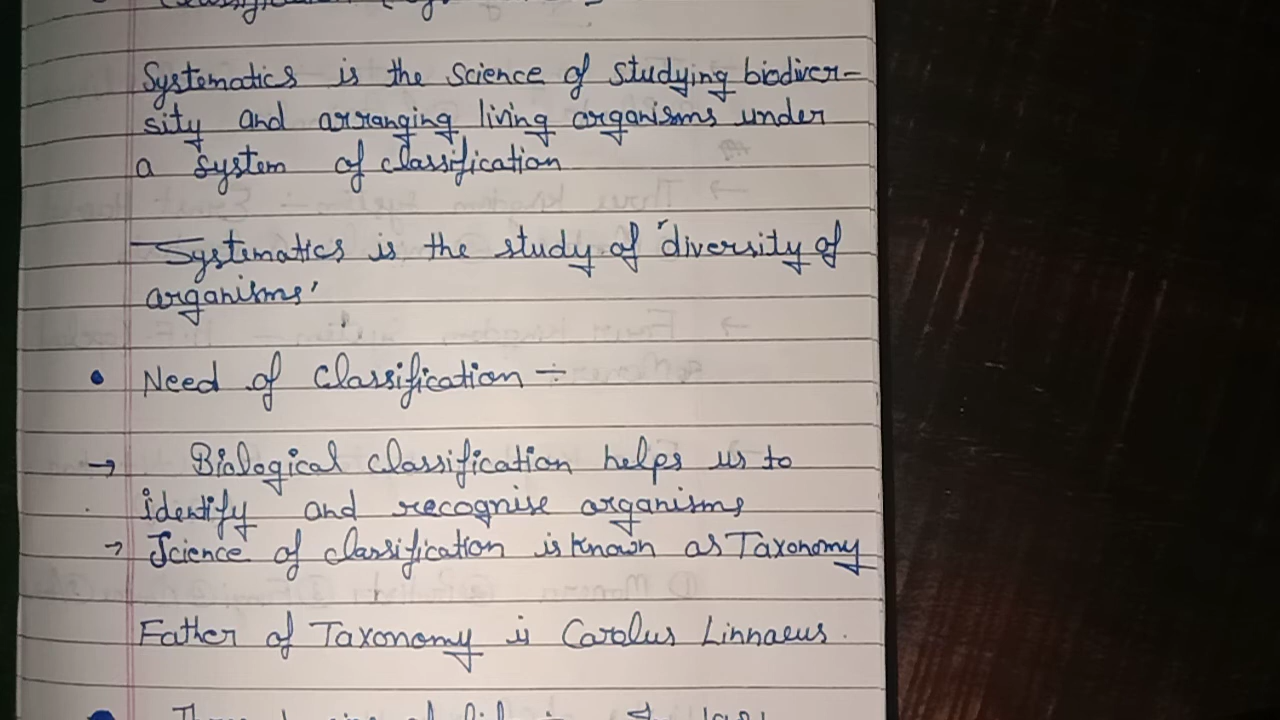 Systematics is the science of studying biodiver-
sity and arranging living organisms under
a system of classification
Systematics is the study of 'diversity of
organisms'
• Need of classification ÷
→ Biological classification helps us to
identify and recognise organisms
→ Science of classification is known as Taxonomy
Father of Taxonomy is Carolus Linnaeus.